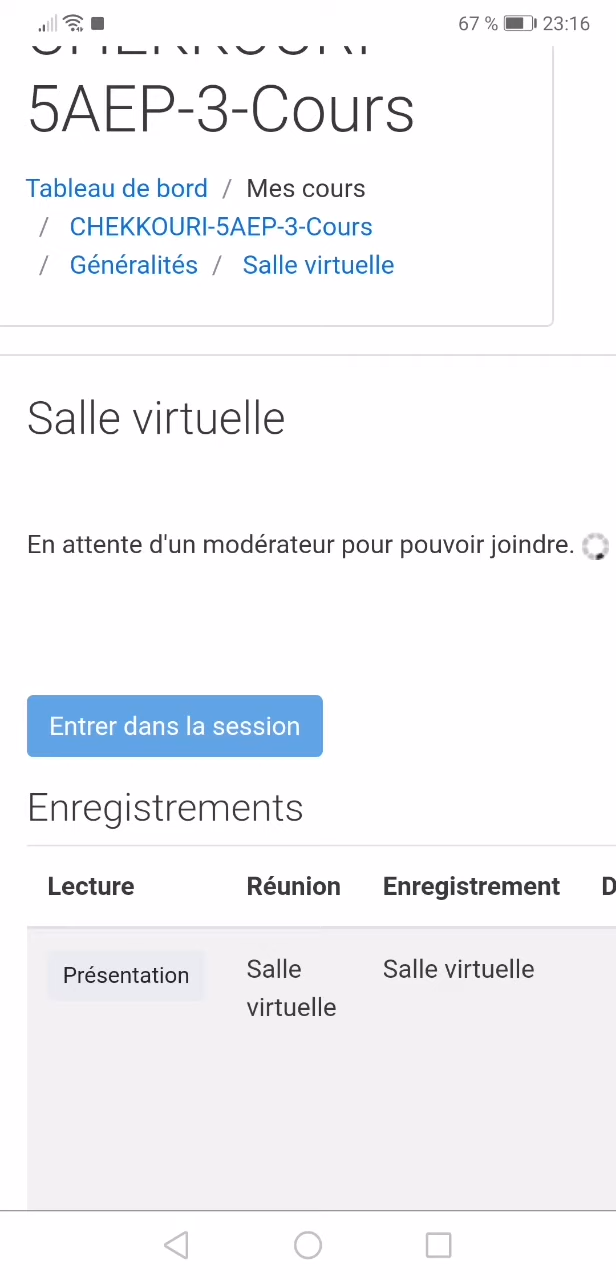 67 % 23:16
CHEKKOURI-
5AEP-3-Cours
Tableau de bord / Mes cours
/ CHEKKOURI-5AEP-3-Cours
/ Généralités / Salle virtuelle
Salle virtuelle
En attente d'un modérateur pour pouvoir joindre.
Entrer dans la session
Enregistrements
Lecture Réunion Enregistrement D
Présentation Salle Salle virtuelle
virtuelle